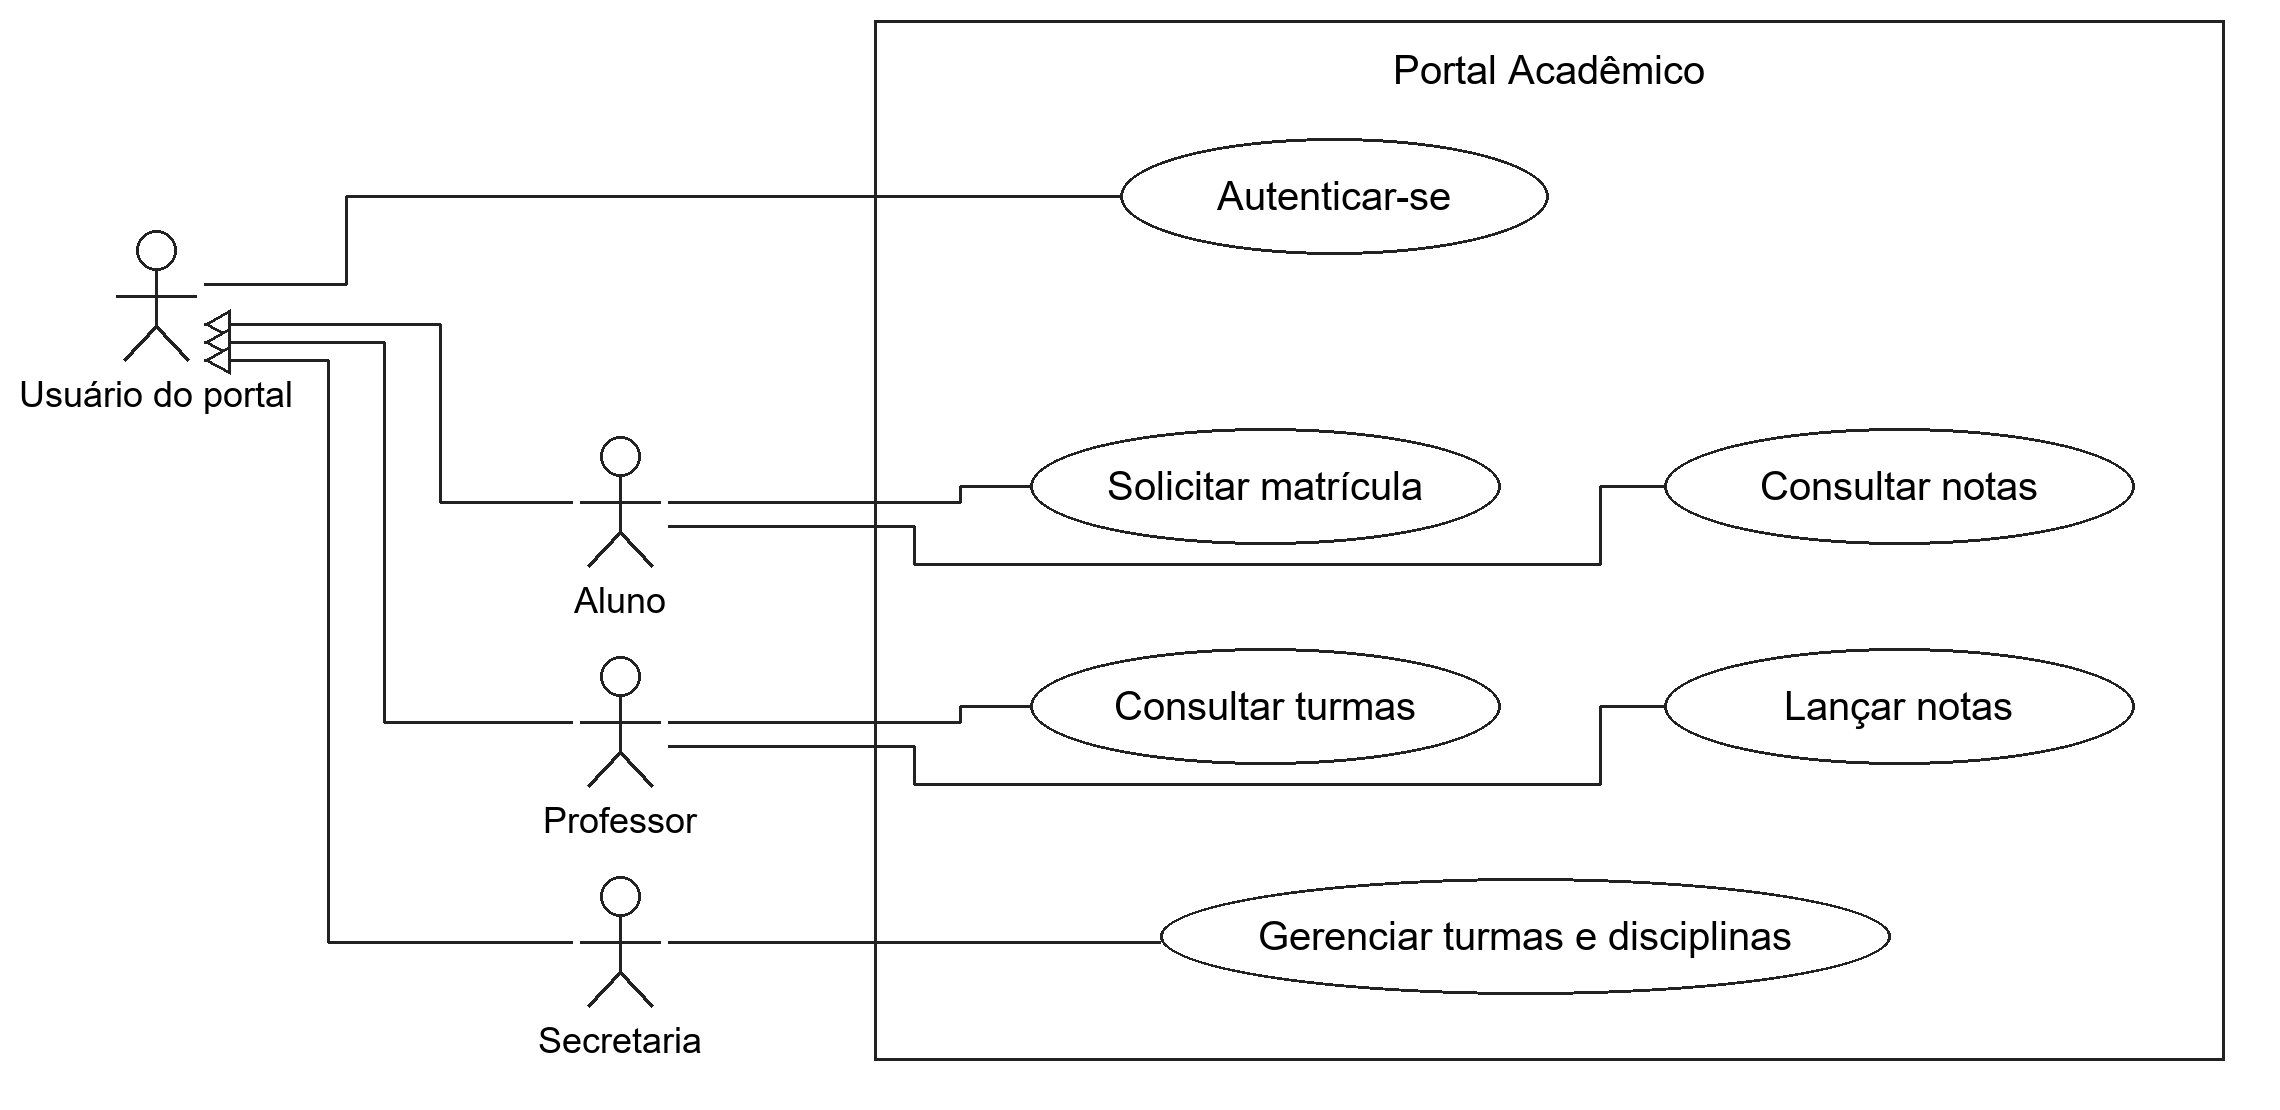 Portal Acadêmico
Autenticar-se
Usuário do portal
Solicitar matrícula
Consultar notas
Aluno
Consultar turmas
Lançar notas
Professor
Gerenciar turmas e disciplinas
Secretaria